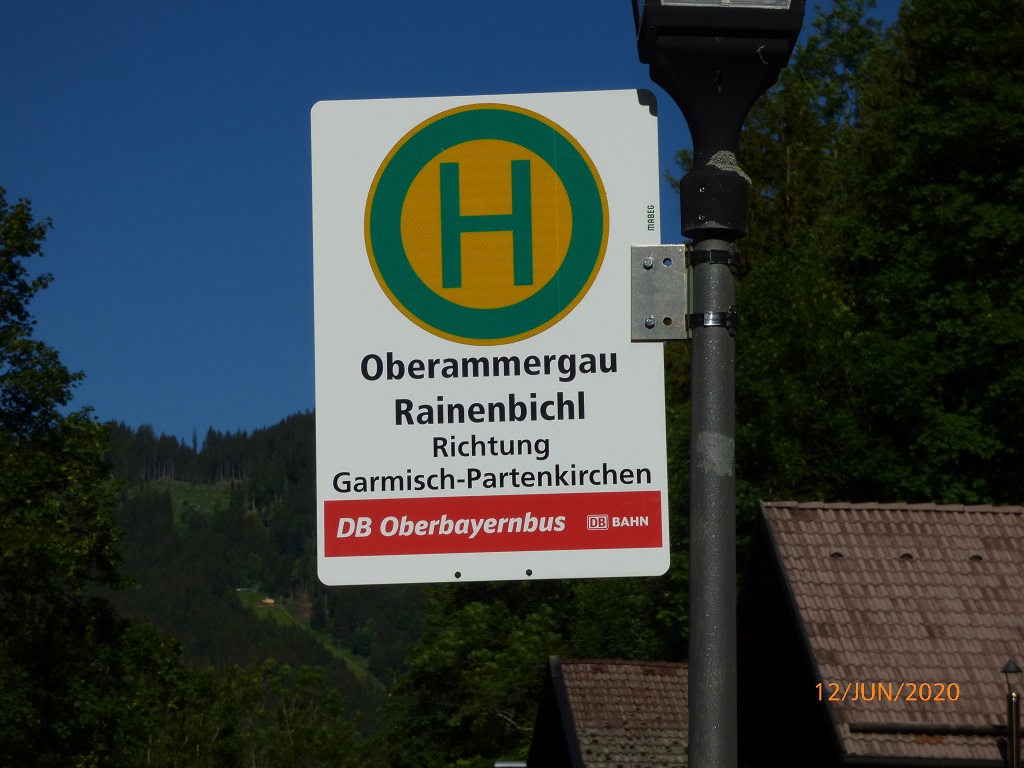 H
MABEG
Oberammergau
Rainenbichl
Richtung
Garmisch-Partenkirchen
DB Oberbayernbus DB BAHN
12/JUN/2020